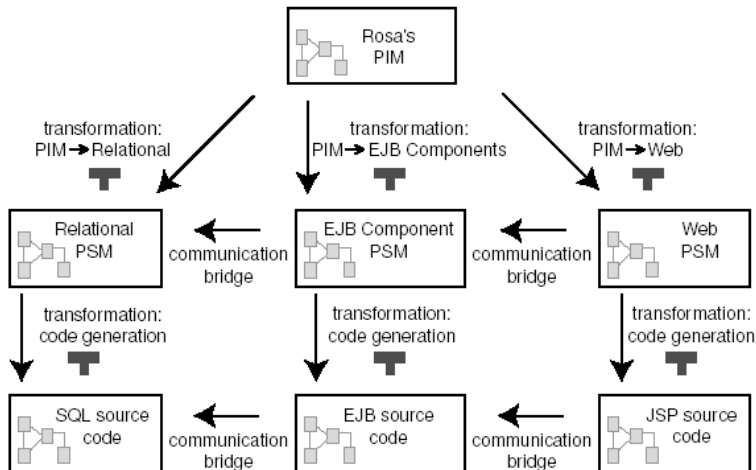 Rosa's
PIM
transformation:
PIM → Relational
transformation:
PIM → EJB Components
transformation:
PIM → Web
Relational
PSM
communication
bridge
EJB Component
PSM
communication
bridge
Web
PSM
transformation:
code generation
transformation:
code generation
transformation:
code generation
SQL source
code
communication
bridge
EJB source
code
communication
bridge
JSP source
code